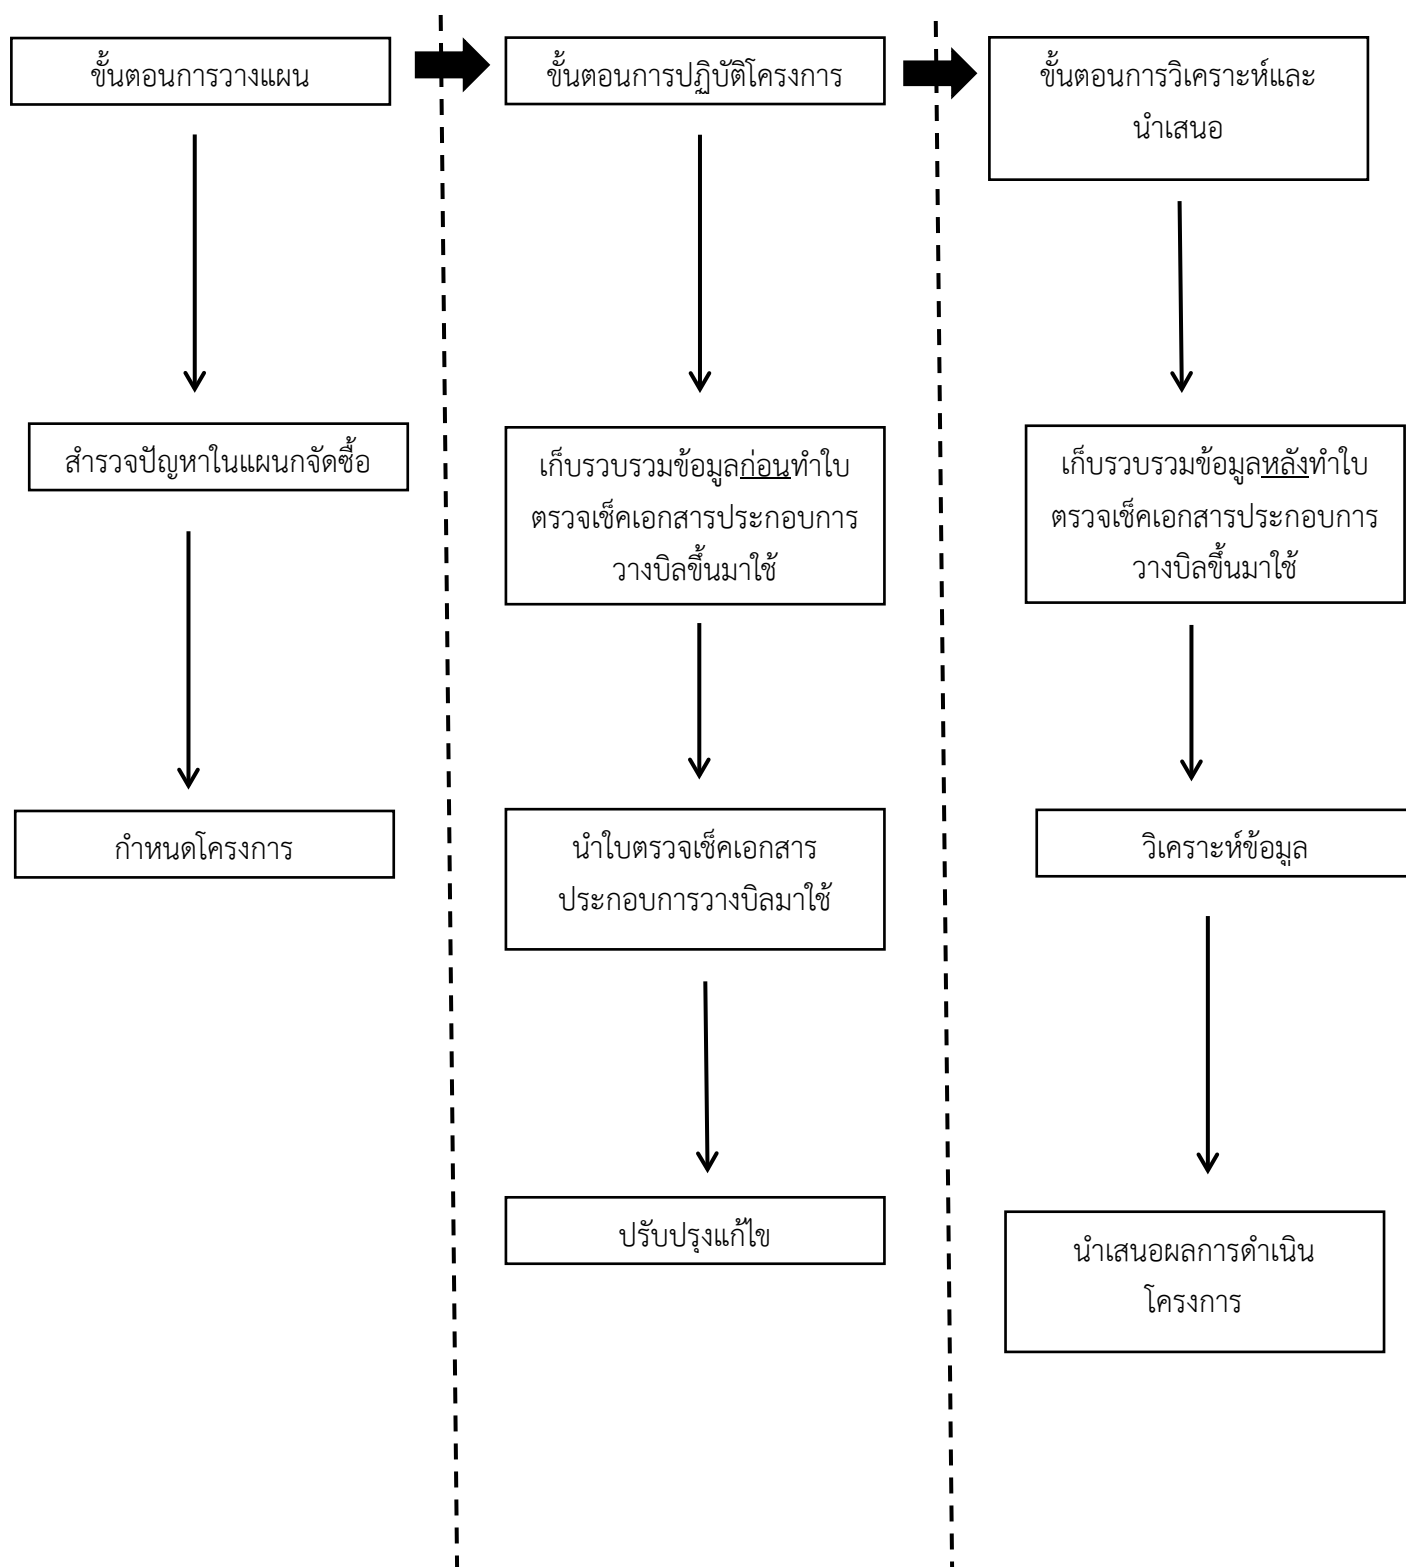 ขั้นตอนการวางแผน
สำรวจปัญหาในแผนกจัดซื้อ
กำหนดโครงการ
ขั้นตอนการปฏิบัติโครงการ
เก็บรวบรวมข้อมูลก่อนทำใบ
ตรวจเช็คเอกสารประกอบการ
วางบิลขึ้นมาใช้
นำใบตรวจเช็คเอกสาร
ประกอบการวางบิลมาใช้
ปรับปรุงแก้ไข
ขั้นตอนการวิเคราะห์และ
นำเสนอ
เก็บรวบรวมข้อมูลหลังทำใบ
ตรวจเช็คเอกสารประกอบการ
วางบิลขึ้นมาใช้
วิเคราะห์ข้อมูล
นำเสนอผลการดำเนิน
โครงการ